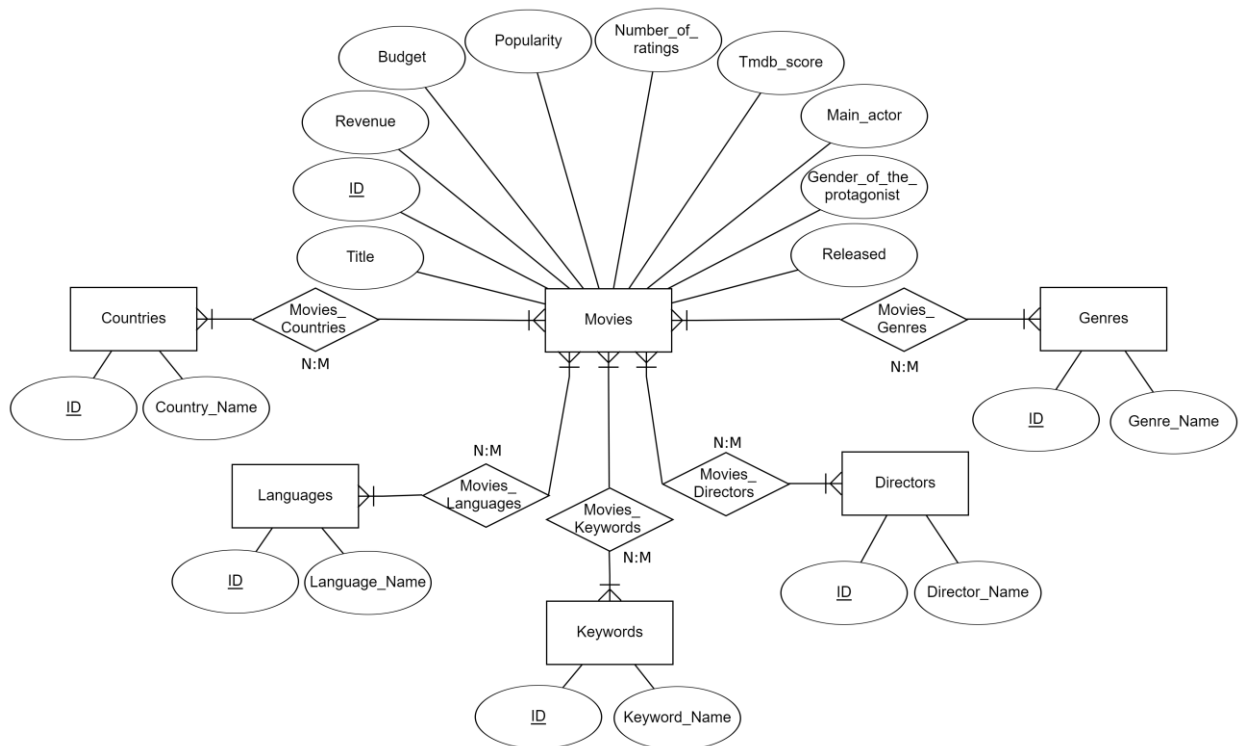 Number_of_
ratings
Popularity
Budget
Tmdb_score
Revenue
Main_actor
ID
Gender_of_the_
protagonist
Title
Released
Countries
Movies_
Countries
N:M
Movies
Movies_
Genres
N:M
Genres
ID
Country_Name
ID
Genre_Name
N:M
Movies_
Languages
Languages
N:M
Movies_
Directors
Directors
Movies_
Keywords
N:M
ID
Language_Name
ID
Director_Name
Keywords
ID
Keyword_Name